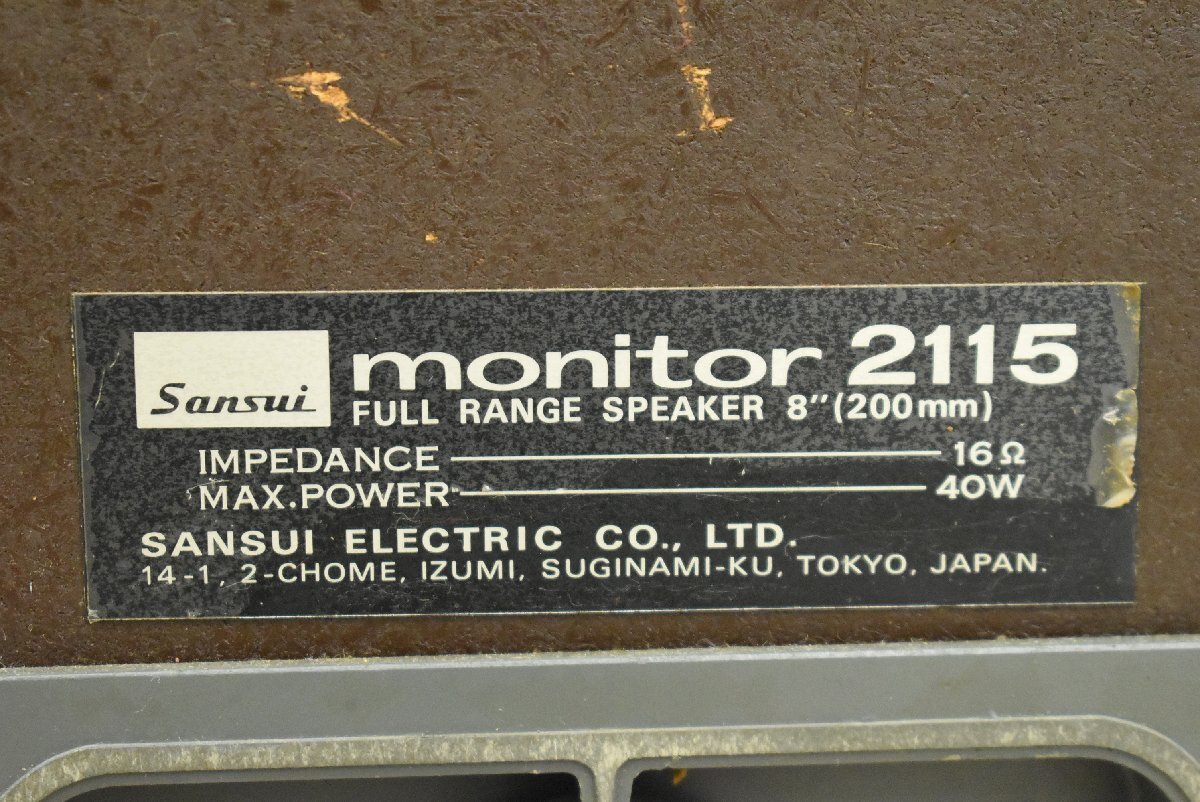 Sansui
monitor 2115
FULL RANGE SPEAKER 8" (200mm)
IMPEDANCE 16Ω
MAX.POWER 40W
SANSUI ELECTRIC CO., LTD.
14-1, 2-CHOME, IZUMI, SUGINAMI-KU, TOKYO, JAPAN.